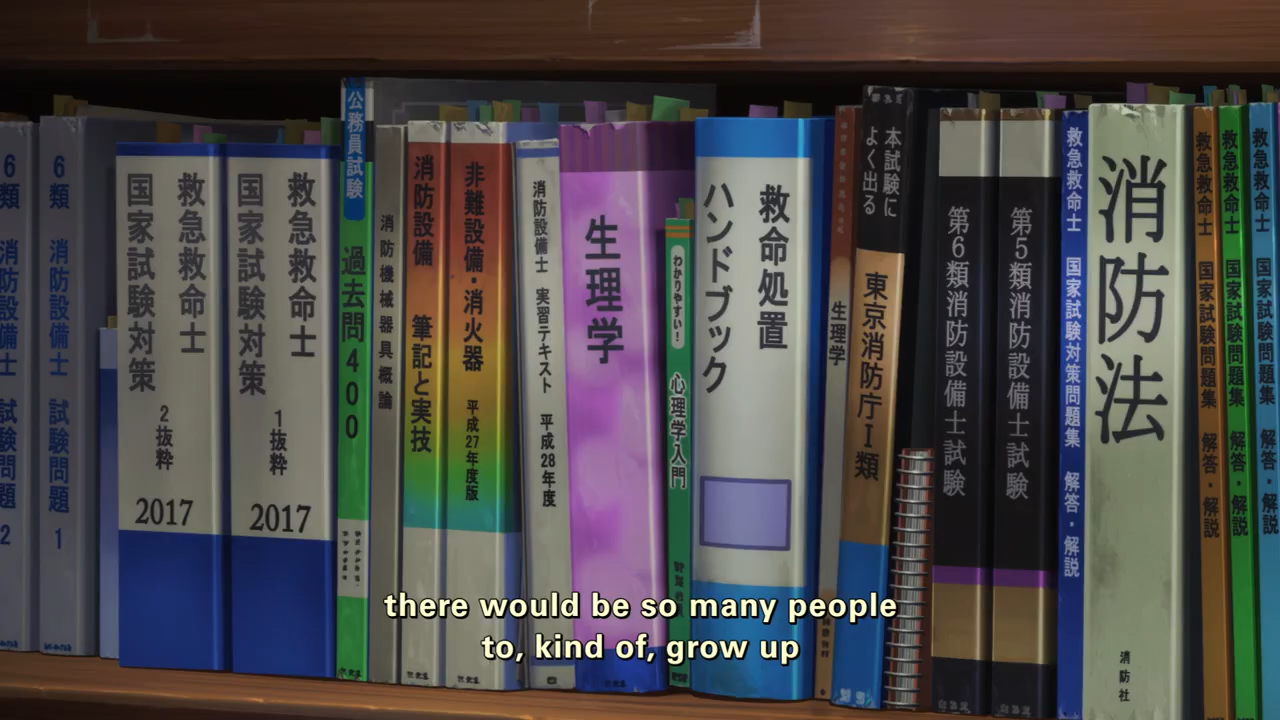 6類 消防設備士 試験問題 2
6類 消防設備士 試験問題 1
救急救命士
国家試験対策
2抜粋
2017
救急救命士
国家試験対策
1抜粋
2017
公務員試験
過去問400
消防機械器具概論
消防設備 筆記と実技
非難設備・消火器 平成27年度版
消防設備士 実習テキスト 平成28年度
生理学
わかりやすい!
心理学入門
救命処置
ハンドブック
生理学
本試験に
よく出る
東京消防庁I類
第6類消防設備士試験
第5類消防設備士試験
救急救命士 国家試験対策問題集 解答・解説
消防法
消防社
救急救命士 国家試験問題集 解答・解説
救急救命士 国家試験問題集 解答・解説
救急救命士 国家試験問題集 解答・解説
there would be so many people
to, kind of, grow up